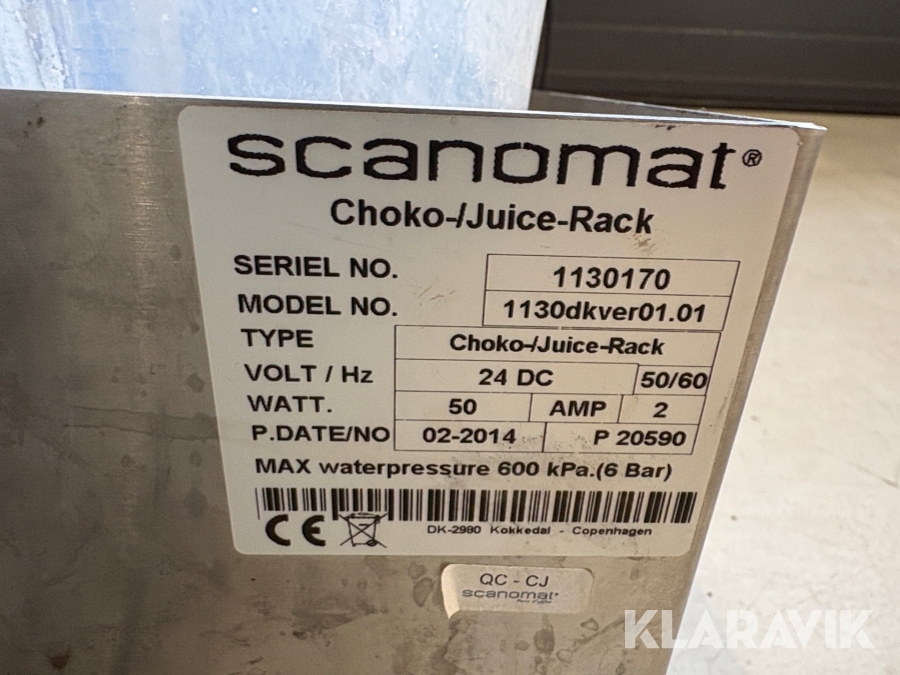 scanomat®
Choko-/Juice-Rack
SERIEL NO. 1130170
MODEL NO. 1130dkver01.01
TYPE Choko-/Juice-Rack
VOLT / Hz 24 DC 50/60
WATT. 50 AMP 2
P.DATE/NO 02-2014 P 20590
MAX waterpressure 600 kPa.(6 Bar)
CE DK-2980 Kokkedal - Copenhagen
QC - CJ
scanomat
KLARAVIK